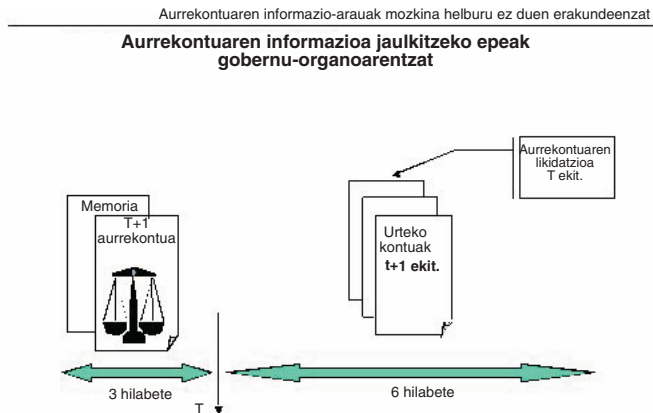 Aurrekontuaren informazio-arauak mozkina helburu ez duen erakundeenzat
Aurrekontuaren informazioa jaulkitzeko epeak
gobernu-organoarentzat
Aurrekontuaren
likidatzioa
T ekit.
Memoria
T+1
aurrekontua
Urteko
kontuak
t+1 ekit.
3 hilabete
6 hilabete
T